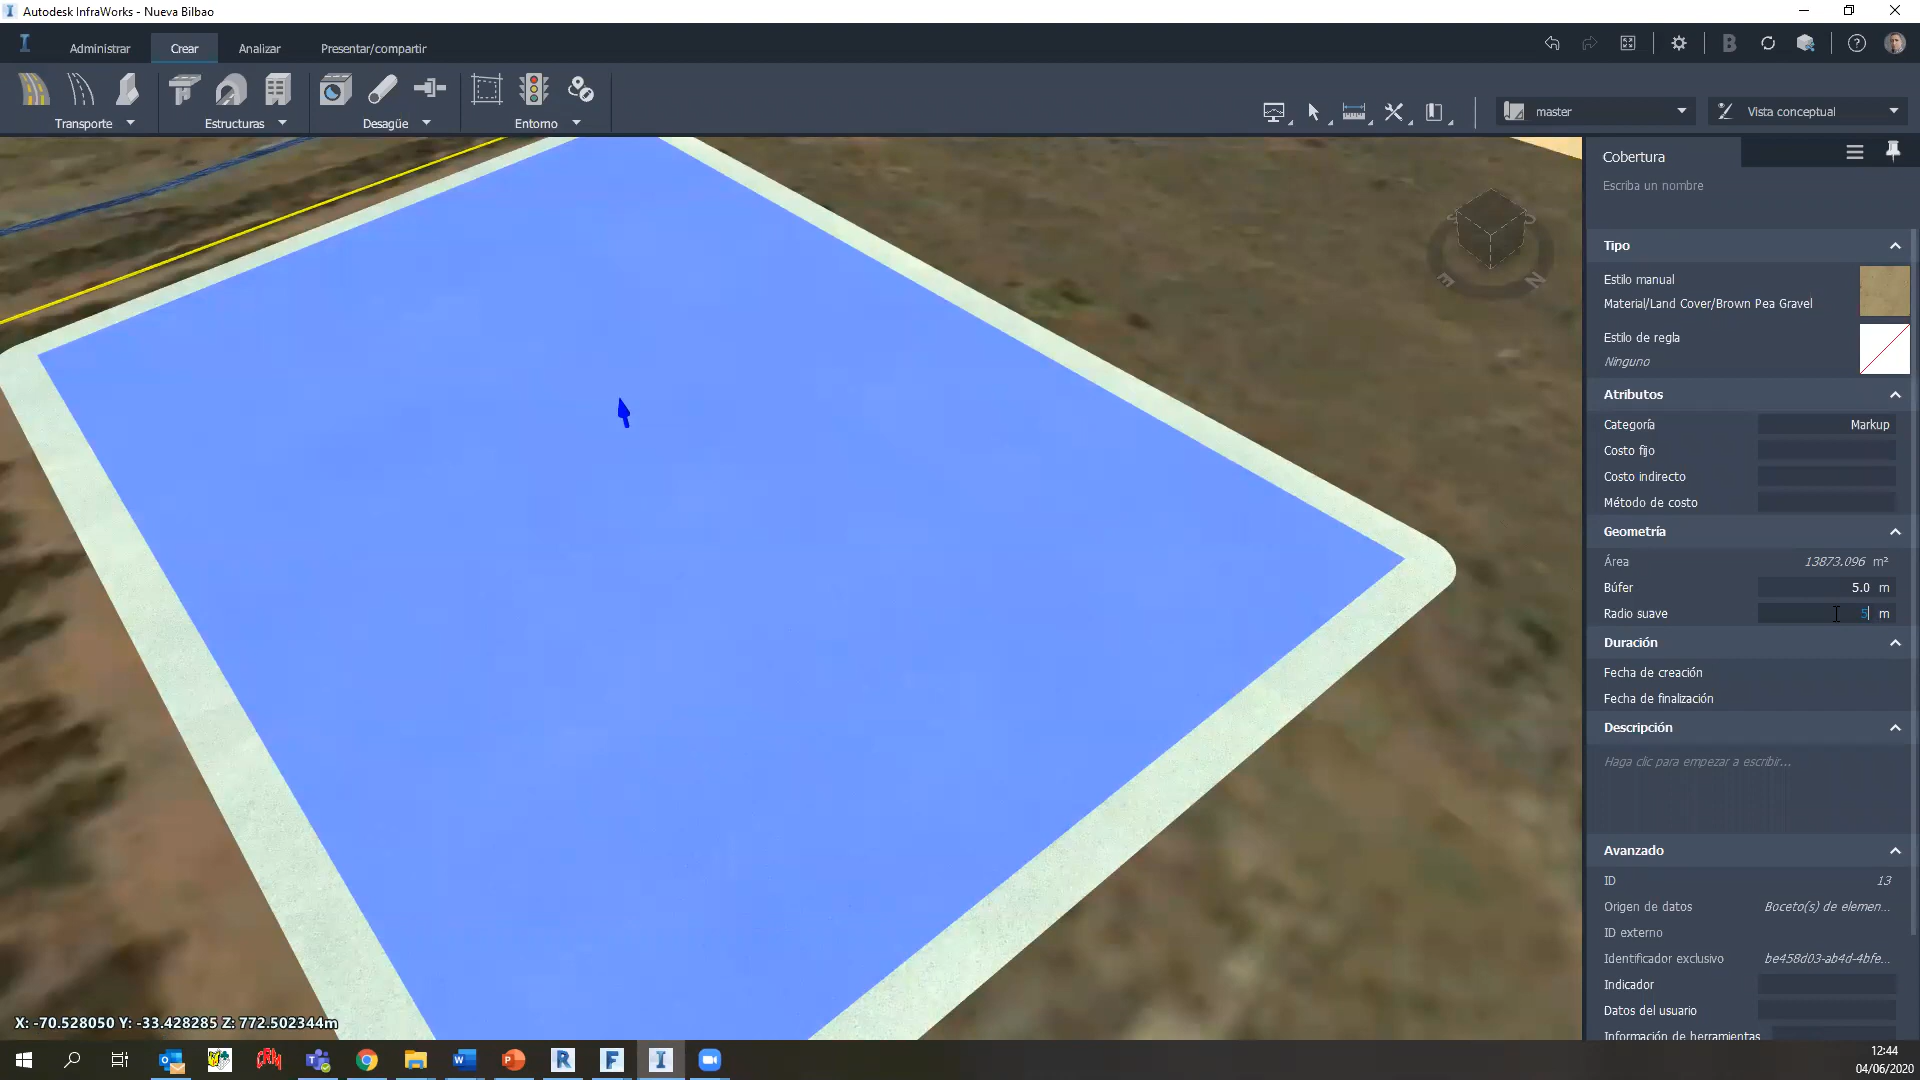 Autodesk InfraWorks - Nueva Bilbao
Administrar
Crear
Analizar
Presentar/compartir
Transporte
Estructuras
Desagüe
Entorno
master
Vista conceptual
Cobertura
Escriba un nombre
Tipo
Estilo manual
Material/Land Cover/Brown Pea Gravel
Estilo de regla
Ninguno
Atributos
Categoría Markup
Costo fijo
Costo indirecto
Método de costo
Geometría
Área 13873.096 m²
Búfer 5.0 m
Radio suave 5 m
Duración
Fecha de creación
Fecha de finalización
Descripción
Haga clic para empezar a escribir...
Avanzado
ID 13
Origen de datos Boceto(s) de elemen...
ID externo
Identificador exclusivo be458d03-ab4d-4bfe...
Indicador
Datos del usuario
Información de herramientas
X: -70.528050 Y: -33.428285 Z: 772.502344m
CRM
12:44
04/06/2020